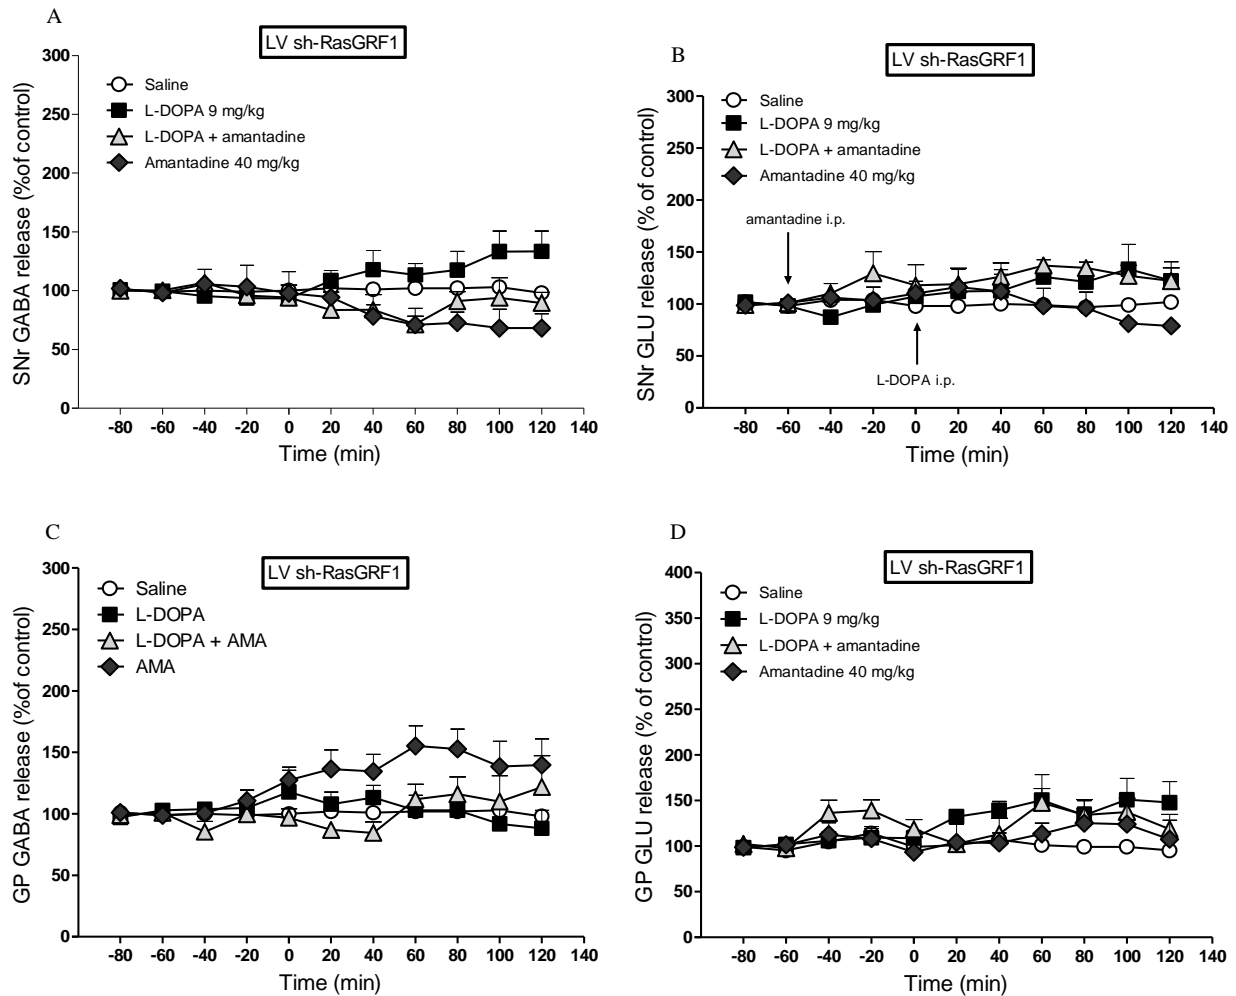 A
LV sh-RasGRF1
300
250
200
150
100
50
0
SNr GABA release (%of control)
Saline
L-DOPA 9 mg/kg
L-DOPA + amantadine
Amantadine 40 mg/kg
-80 -60 -40 -20 0 20 40 60 80 100 120 140
Time (min)
B
LV sh-RasGRF1
300
250
200
150
100
50
0
SNr GLU release (% of control)
Saline
L-DOPA 9 mg/kg
L-DOPA + amantadine
Amantadine 40 mg/kg
amantadine i.p.
L-DOPA i.p.
-80 -60 -40 -20 0 20 40 60 80 100 120 140
Time (min)
C
LV sh-RasGRF1
300
250
200
150
100
50
0
GP GABA release (%of control)
Saline
L-DOPA
L-DOPA + AMA
AMA
-80 -60 -40 -20 0 20 40 60 80 100 120 140
Time (min)
D
LV sh-RasGRF1
400
350
300
250
200
150
100
50
0
GP GLU release (% of control)
Saline
L-DOPA 9 mg/kg
L-DOPA + amantadine
Amantadine 40 mg/kg
-80 -60 -40 -20 0 20 40 60 80 100 120 140
Time (min)